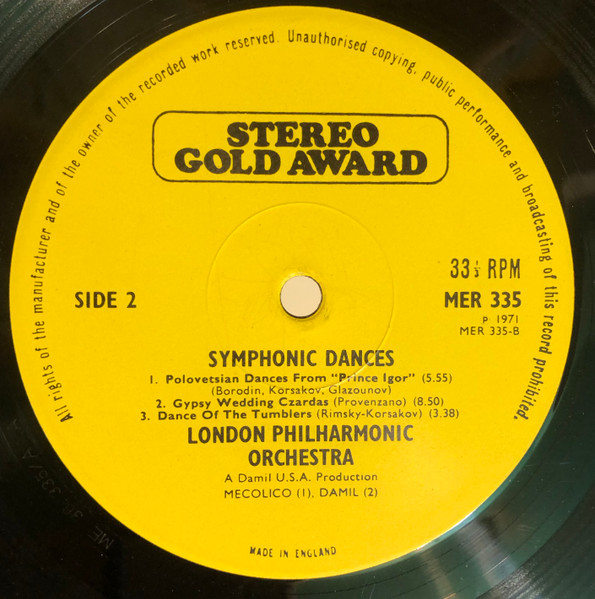 All rights of the manufacturer and of the owner of the recorded work reserved. Unauthorised copying, public performance and broadcasting of this record prohibited.
STEREO
GOLD AWARD
33⅓ RPM
SIDE 2
MER 335
P 1971
MER 335-B
SYMPHONIC DANCES
1. Polovetsian Dances From "Prince Igor" (5.55)
(Borodin, Korsakov, Glazounov)
2. Gypsy Wedding Czardas (Provenzano) (8.50)
3. Dance Of The Tumblers (Rimsky-Korsakov) (3.38)
LONDON PHILHARMONIC
ORCHESTRA
A Damil U.S.A. Production
MECOLICO (1), DAMIL (2)
MADE IN ENGLAND